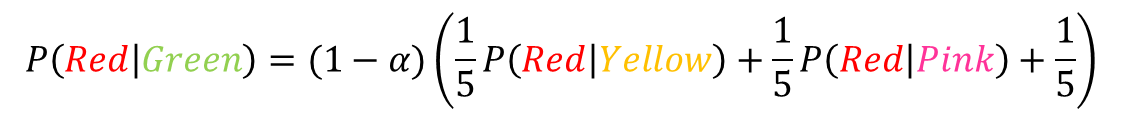 P(Red|Green) = (1 − α) (1/5 P(Red|Yellow) + 1/5 P(Red|Pink) + 1/5)